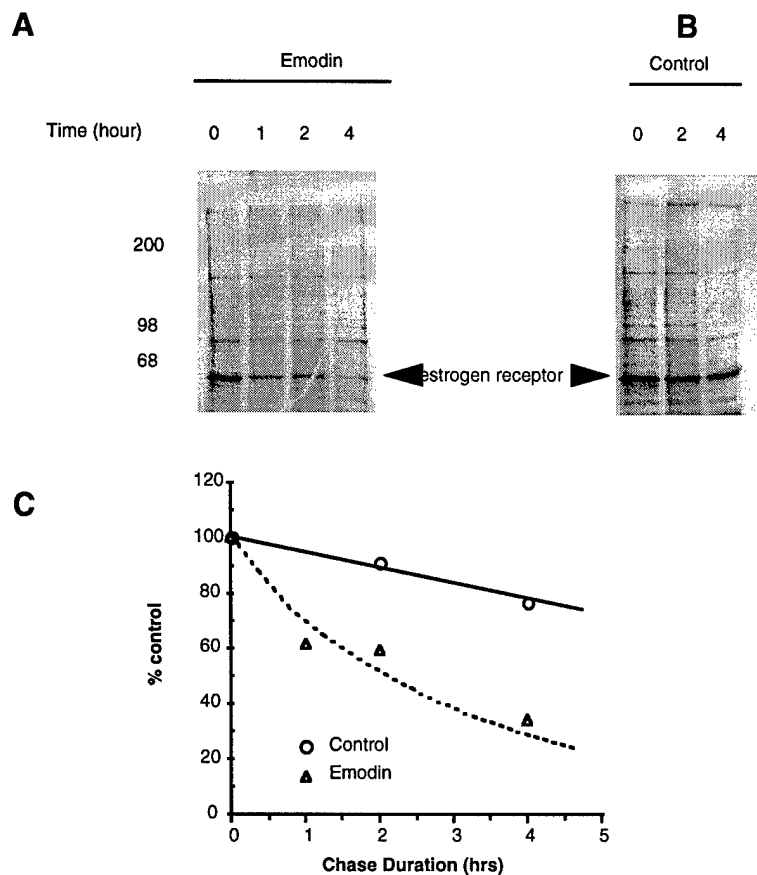 A
B
Emodin
Control
Time (hour) 0 1 2 4
0 2 4
200
98
68
estrogen receptor
C
120
100
80
60
40
20
0
% control
Control
Emodin
0 1 2 3 4 5
Chase Duration (hrs)